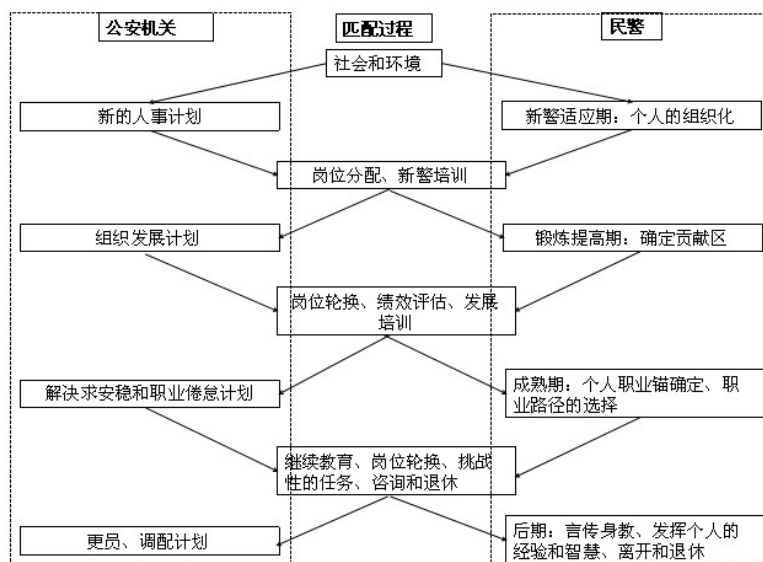 公安机关
匹配过程
民警
社会和环境
新的人事计划
新警适应期：个人的组织化
岗位分配、新警培训
组织发展计划
锻炼提高期：确定贡献区
岗位轮换、绩效评估、发展
培训
解决求安稳和职业倦怠计划
成熟期：个人职业锚确定、职
业路径的选择
继续教育、岗位轮换、挑战
性的任务、咨询和退休
更员、调配计划
后期：言传身教、发挥个人的
经验和智慧、离开和退休